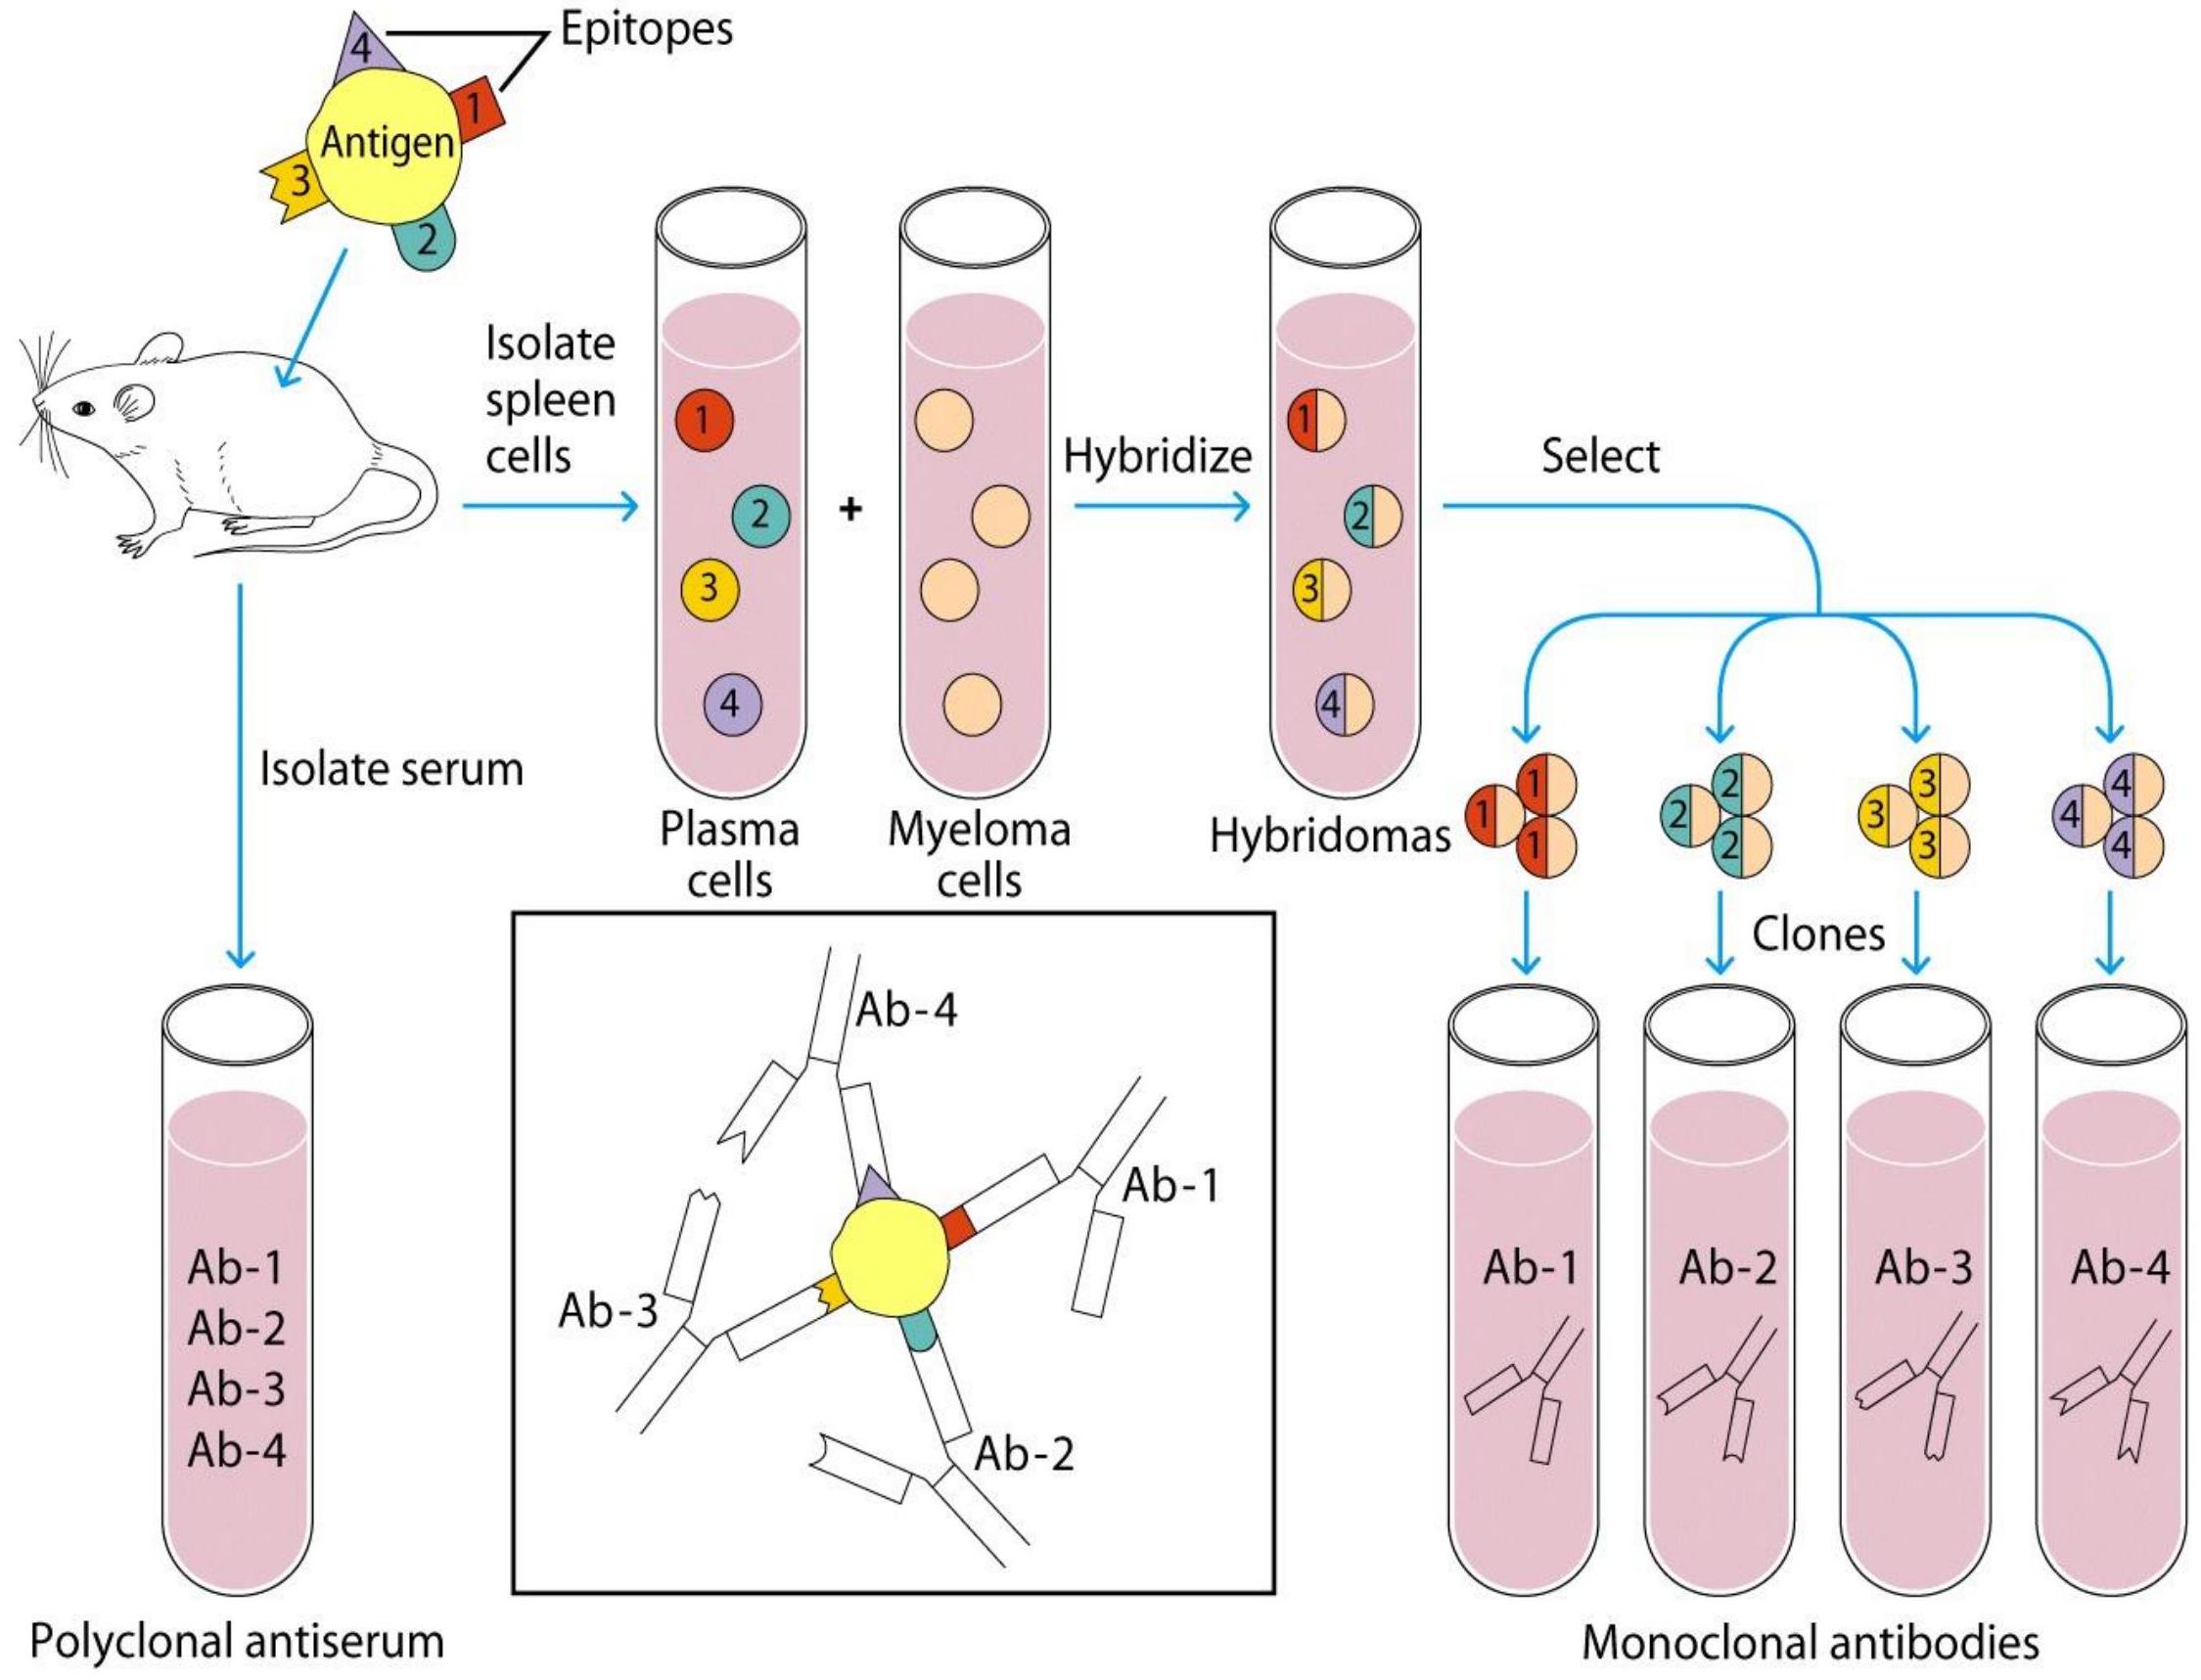 Epitopes
4
1
Antigen
3
2
Isolate
spleen
cells
1
2
3
4
+
Hybridize
1
2
3
4
Select
Isolate serum
Plasma
cells
Myeloma
cells
Hybridomas
1
1
1
2
2
2
3
3
3
4
4
4
Clones
Ab-1
Ab-2
Ab-3
Ab-4
Ab-4
Ab-1
Ab-3
Ab-2
Ab-1
Ab-2
Ab-3
Ab-4
Polyclonal antiserum
Monoclonal antibodies